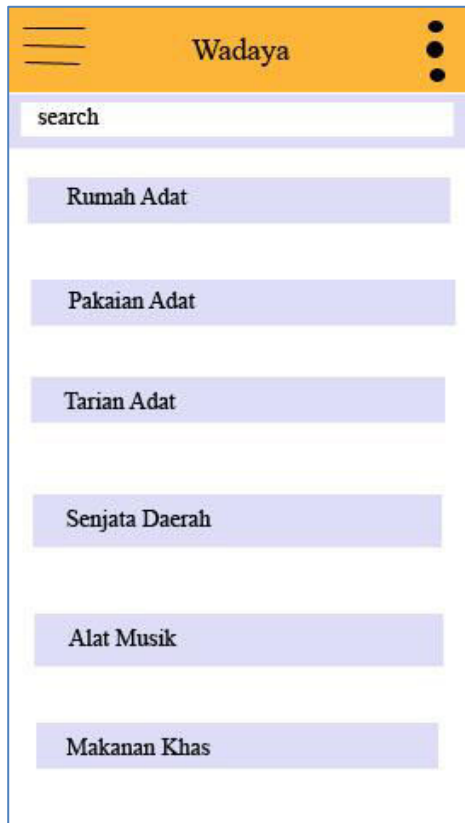 Wadaya
search
Rumah Adat
Pakaian Adat
Tarian Adat
Senjata Daerah
Alat Musik
Makanan Khas